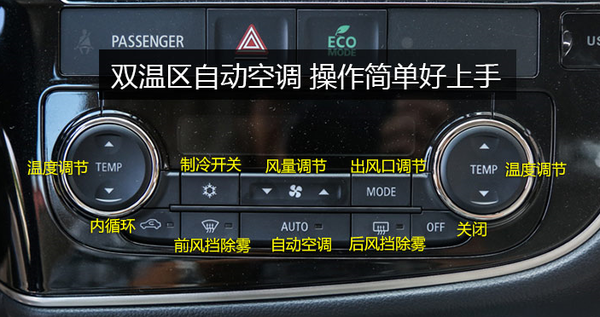 PASSENGER
ECO
MODE
US
双温区自动空调 操作简单好上手
温度调节
TEMP
制冷开关
风量调节
出风口调节
MODE
TEMP
温度调节
内循环
前风挡除雾
AUTO
自动空调
后风挡除雾
OFF
关闭